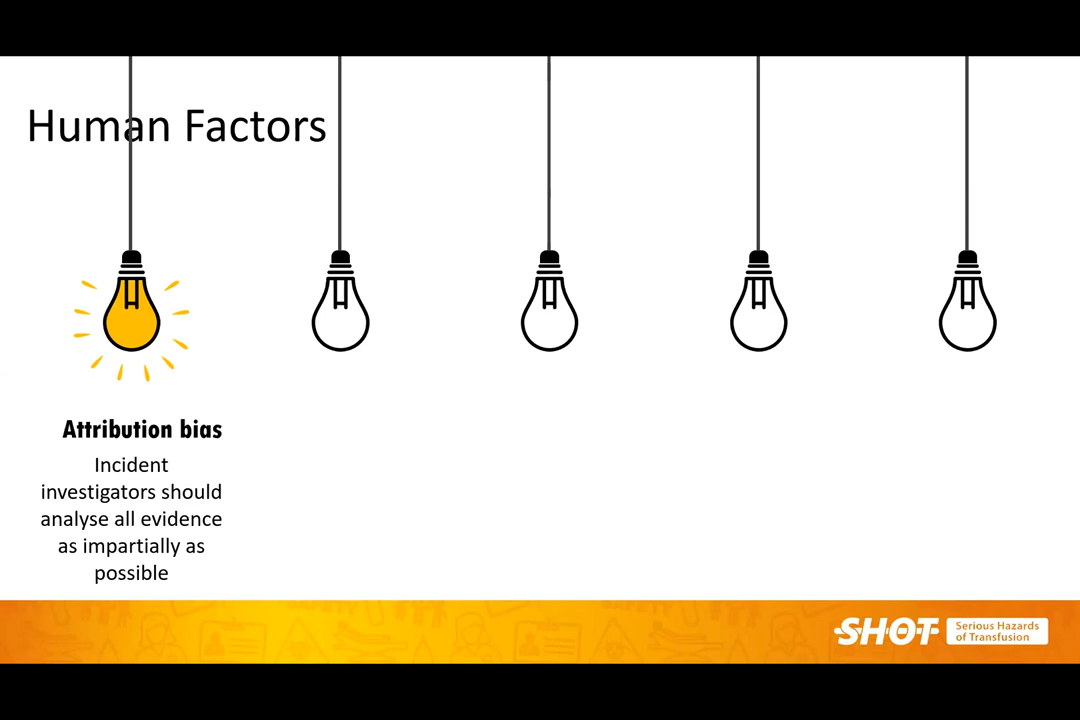 Human Factors
Attribution bias
Incident
investigators should
analyse all evidence
as impartially as
possible
SHOT
Serious Hazards
of Transfusion